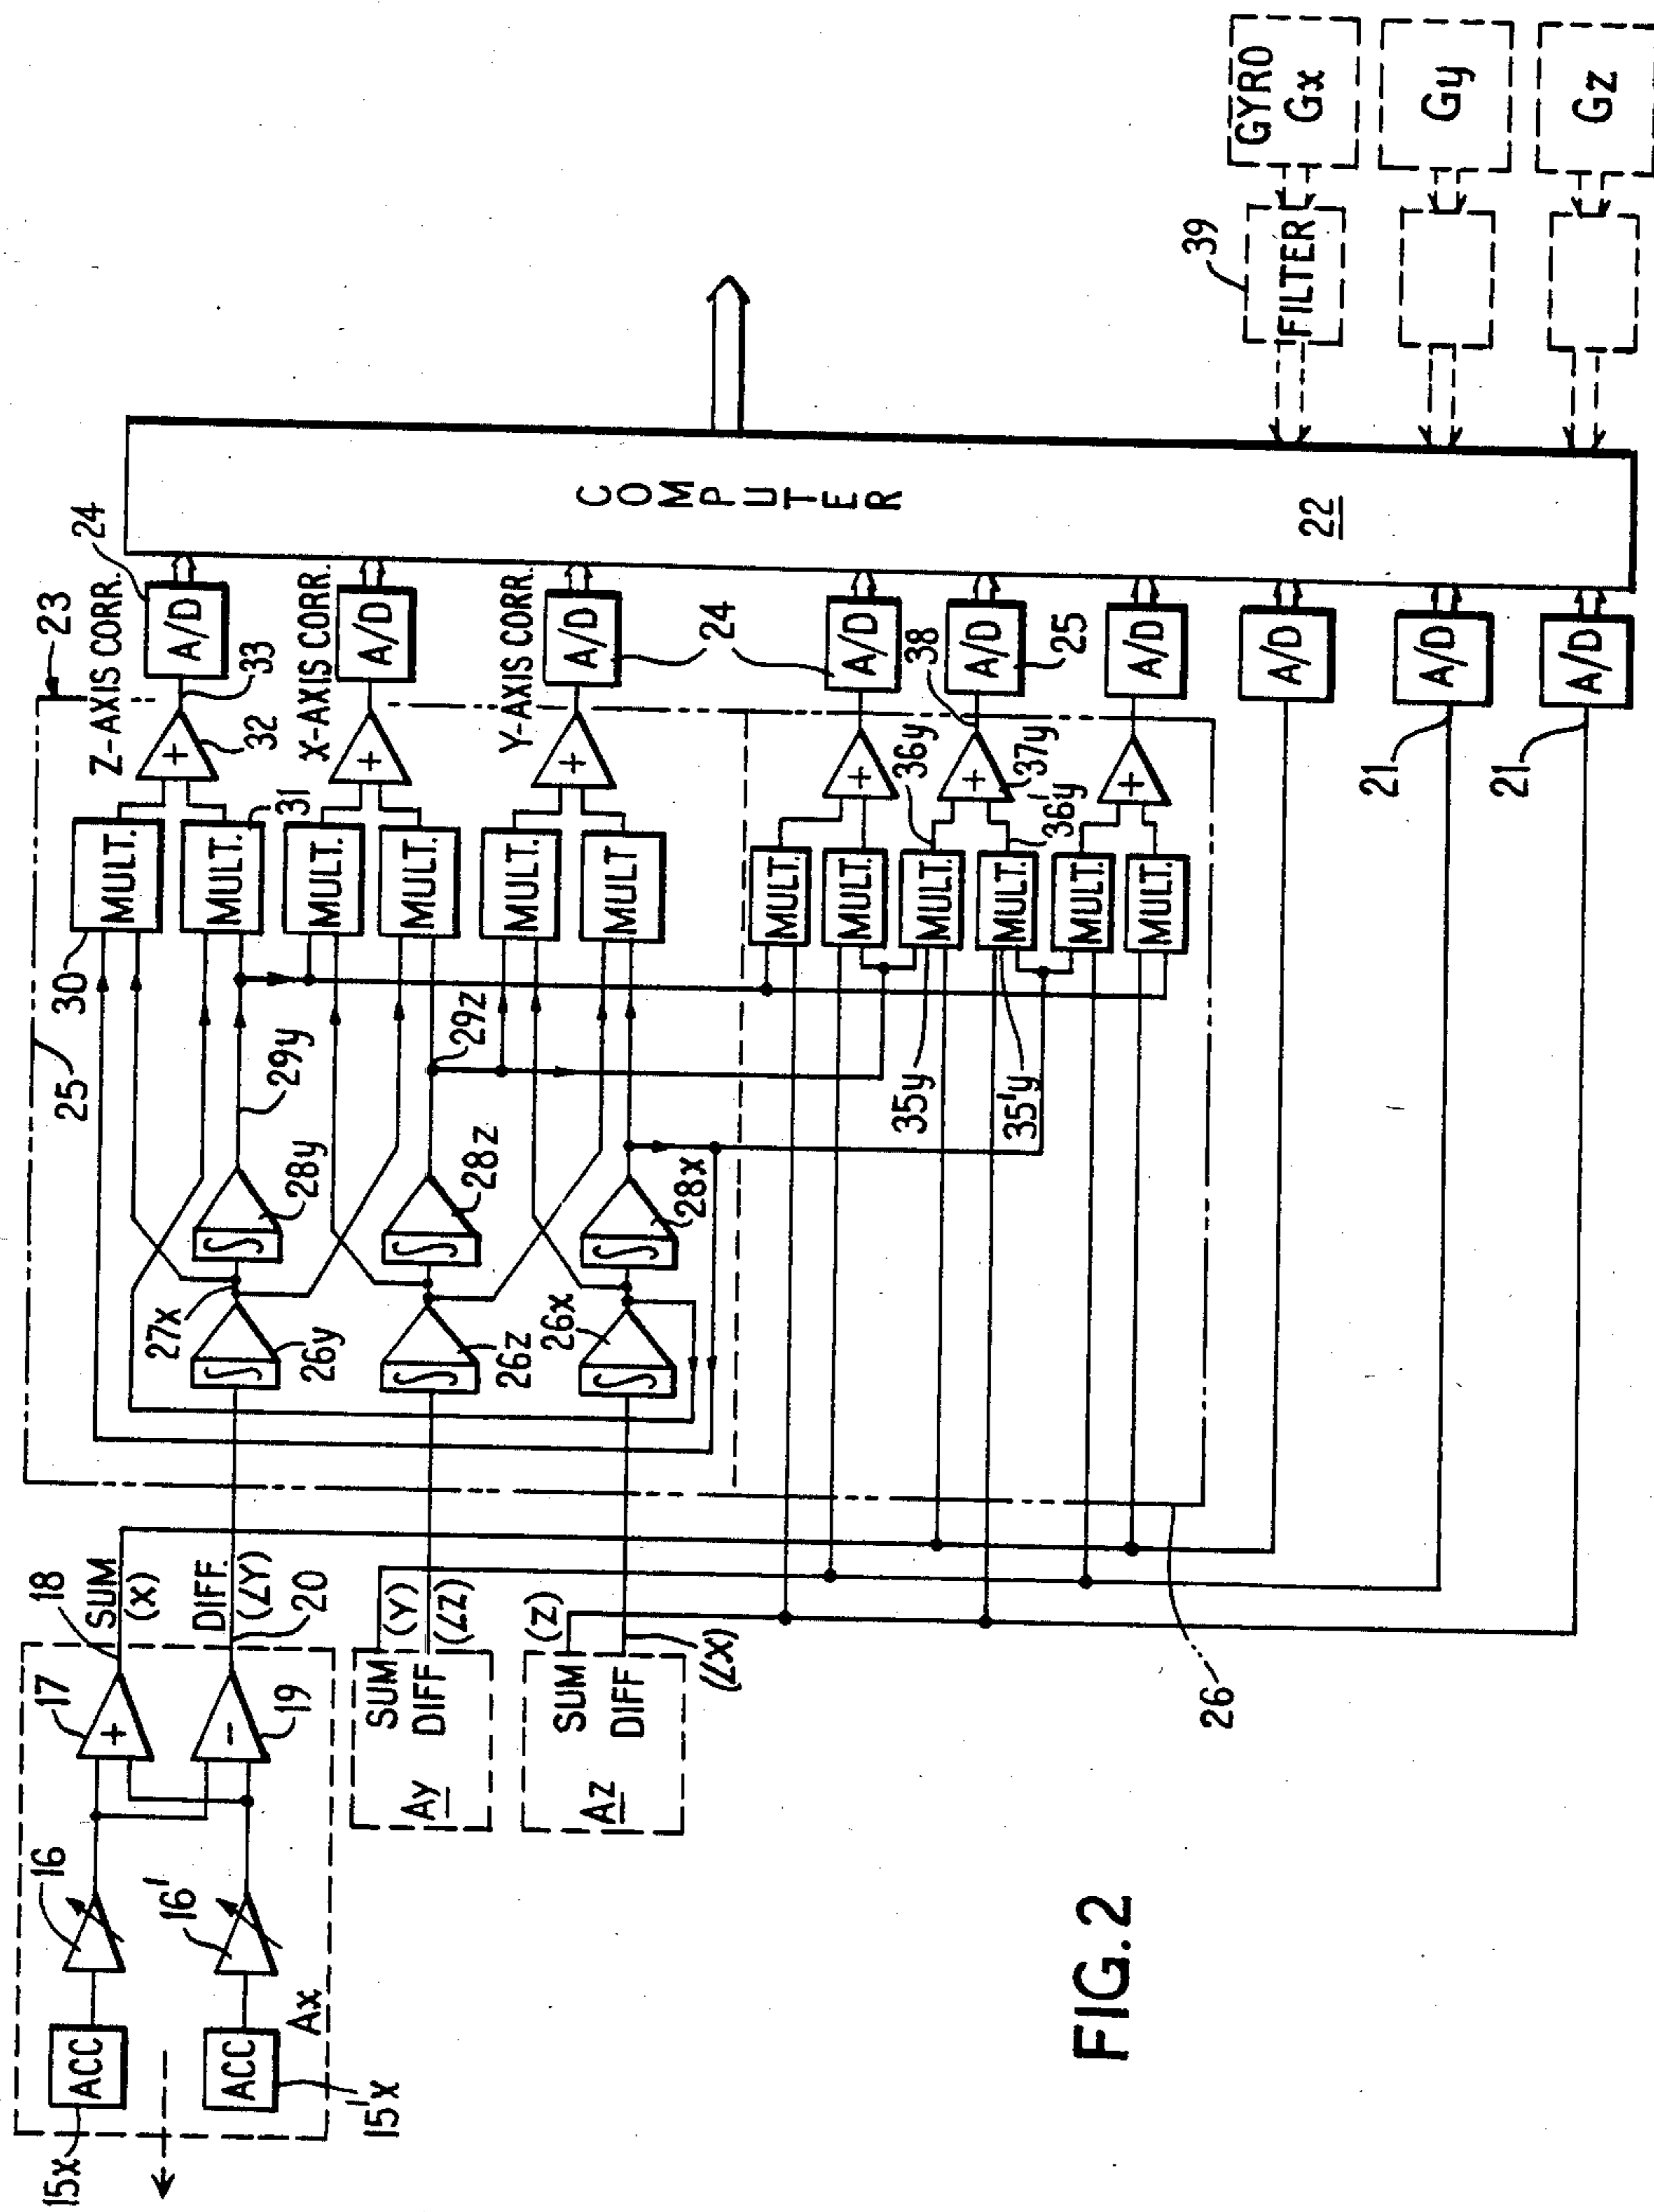 15x
ACC
16
ACC
16'
15'x
Ax
17
+
18
SUM
(X)
-
19
DIFF.
(∠Y)
20
SUM
(Y)
DIFF
(∠Z)
Ay
SUM
(Z)
DIFF
(∠X)
Az
26
25
23
∫
26y
27x
∫
28y
29y
∫
26z
∫
28z
29z
∫
26x
∫
28x
30
MULT.
MULT.
31
MULT.
MULT.
MULT.
MULT
+
32
33
Z-AXIS CORR.
+
X-AXIS CORR.
+
Y-AXIS CORR.
A/D
24
A/D
A/D
24
MULT.
MULT.
MULT.
MULT.
MULT.
MULT.
35y
35'y
36y
36'y
+
+
37y
+
38
A/D
A/D
25
A/D
A/D
A/D
21
A/D
21
COMPUTER
22
39
FILTER
GYRO
Gx
Gy
Gz
FIG. 2